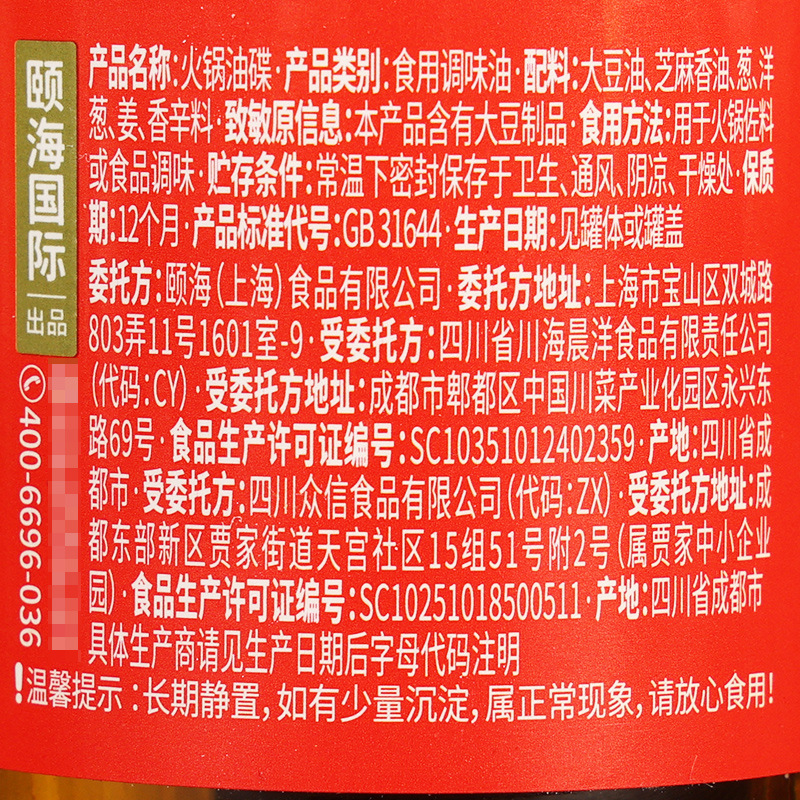 颐海国际
出品
400-6696-036
产品名称:火锅油碟·产品类别:食用调味油·配料:大豆油、芝麻香油、葱、洋
葱、姜、香辛料·致敏原信息:本产品含有大豆制品·食用方法:用于火锅佐料
或食品调味·贮存条件:常温下密封保存于卫生、通风、阴凉、干燥处·保质
期:12个月·产品标准代号:GB 31644·生产日期:见罐体或罐盖
委托方:颐海(上海)食品有限公司·委托方地址:上海市宝山区双城路
803弄11号1601室-9·受委托方:四川省川海晨洋食品有限责任公司
(代码:CY)·受委托方地址:成都市郫都区中国川菜产业化园区永兴东
路69号·食品生产许可证编号:SC10351012402359·产地:四川省成
都市·受委托方:四川众信食品有限公司(代码:ZX)·受委托方地址:成
都东部新区贾家街道天宫社区15组51号附2号(属贾家中小企业
园)·食品生产许可证编号:SC10251018500511·产地:四川省成都市
具体生产商请见生产日期后字母代码注明
!温馨提示:长期静置,如有少量沉淀,属正常现象,请放心食用!